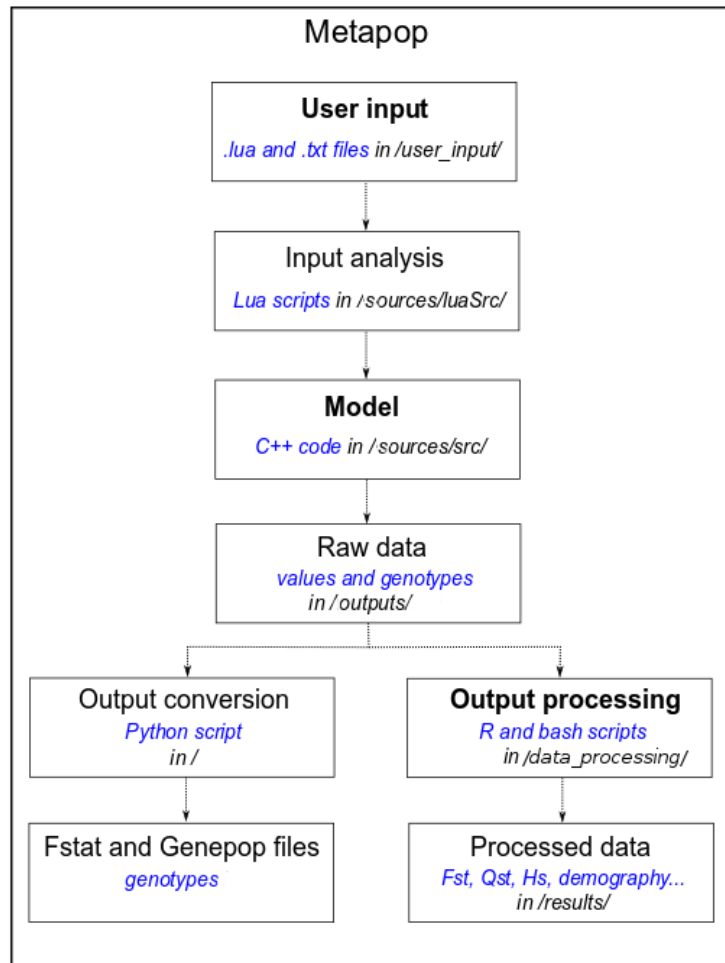 Metapop
User input
.lua and .txt files in /user_input/
Input analysis
Lua scripts in /sources/luaSrc/
Model
C++ code in /sources/src/
Raw data
values and genotypes
in /outputs/
Output conversion
Python script
in /
Output processing
R and bash scripts
in /data_processing/
Fstat and Genepop files
genotypes
Processed data
Fst, Qst, Hs, demography...
in /results/